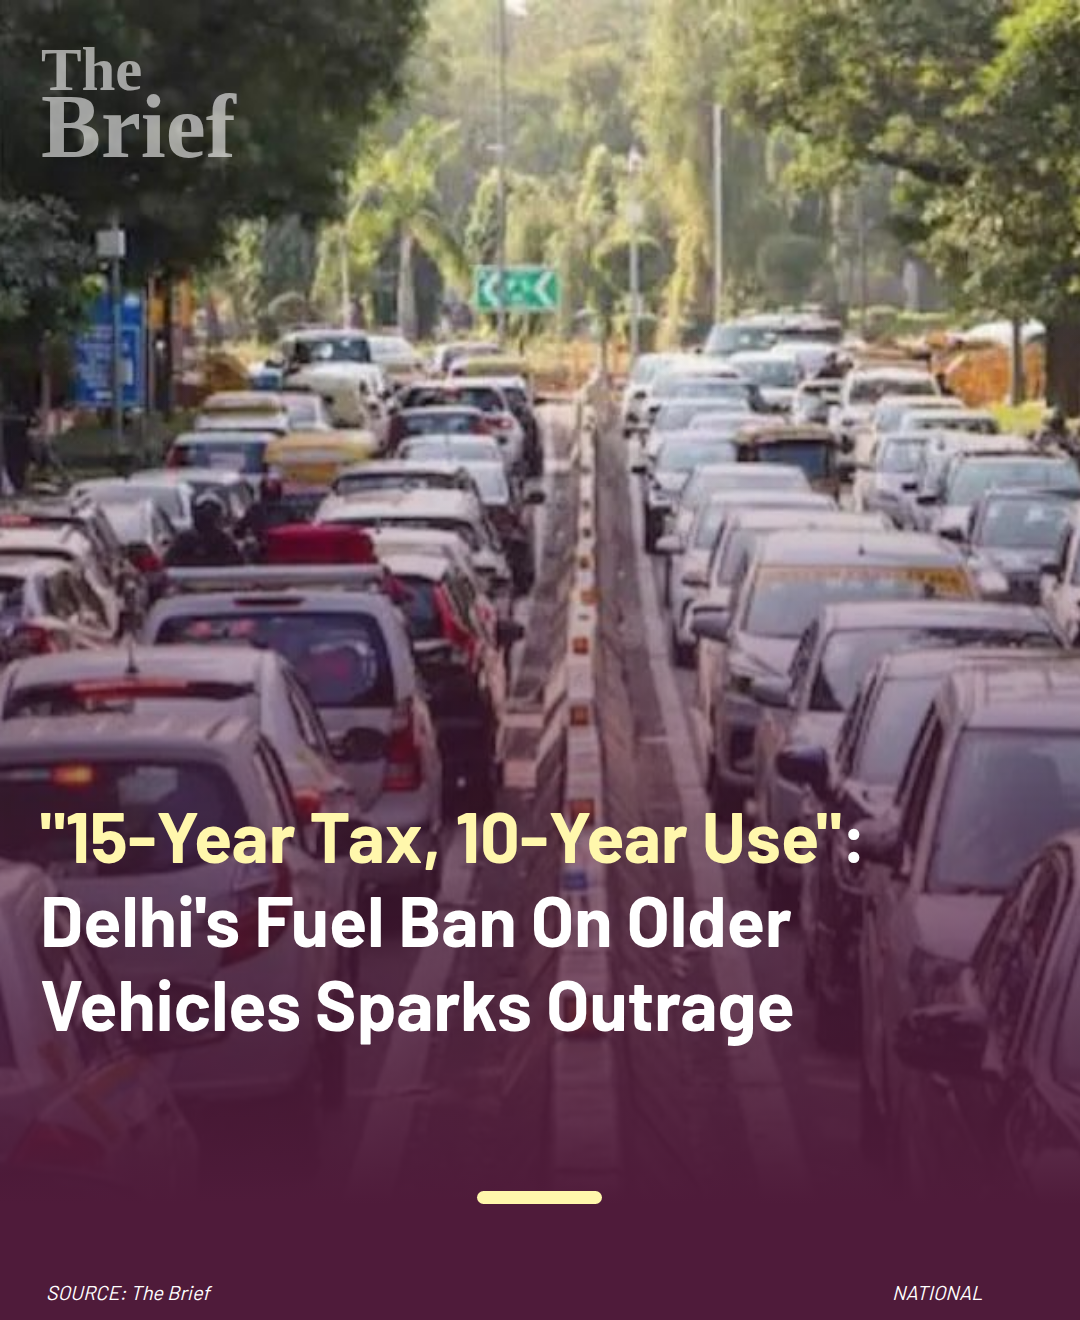 The
Brief
"15-Year Tax, 10-Year Use":
Delhi's Fuel Ban On Older
Vehicles Sparks Outrage
SOURCE: The Brief
NATIONAL